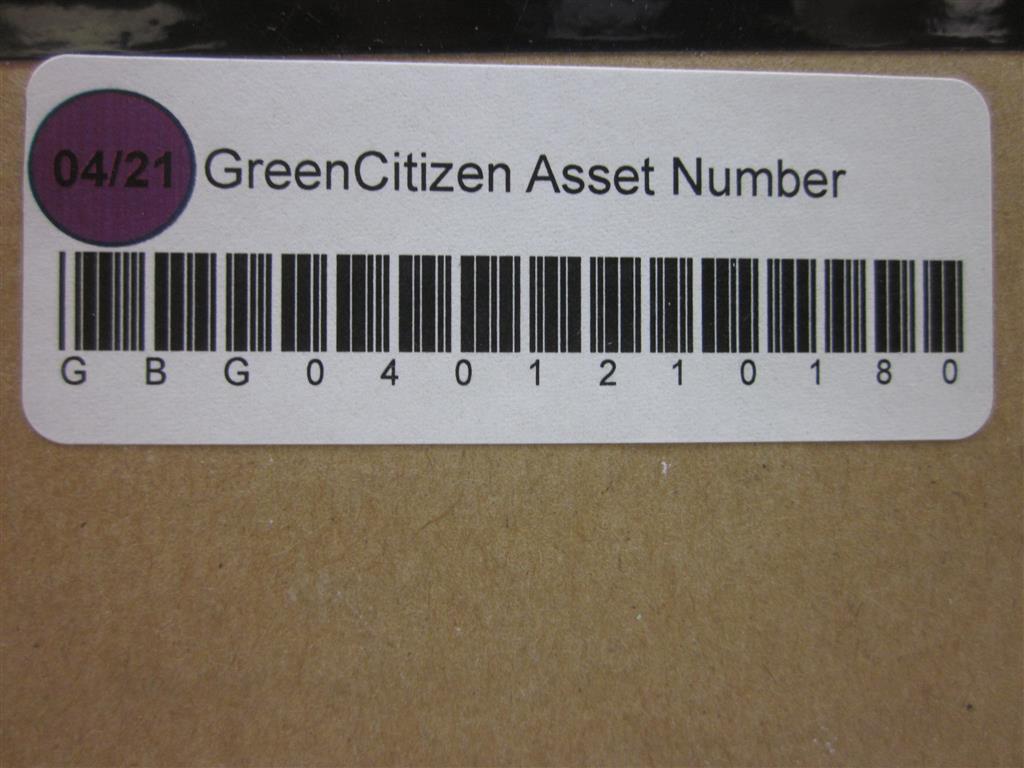 04/21 GreenCitizen Asset Number
G B G 0 4 0 1 2 1 0 1 8 0